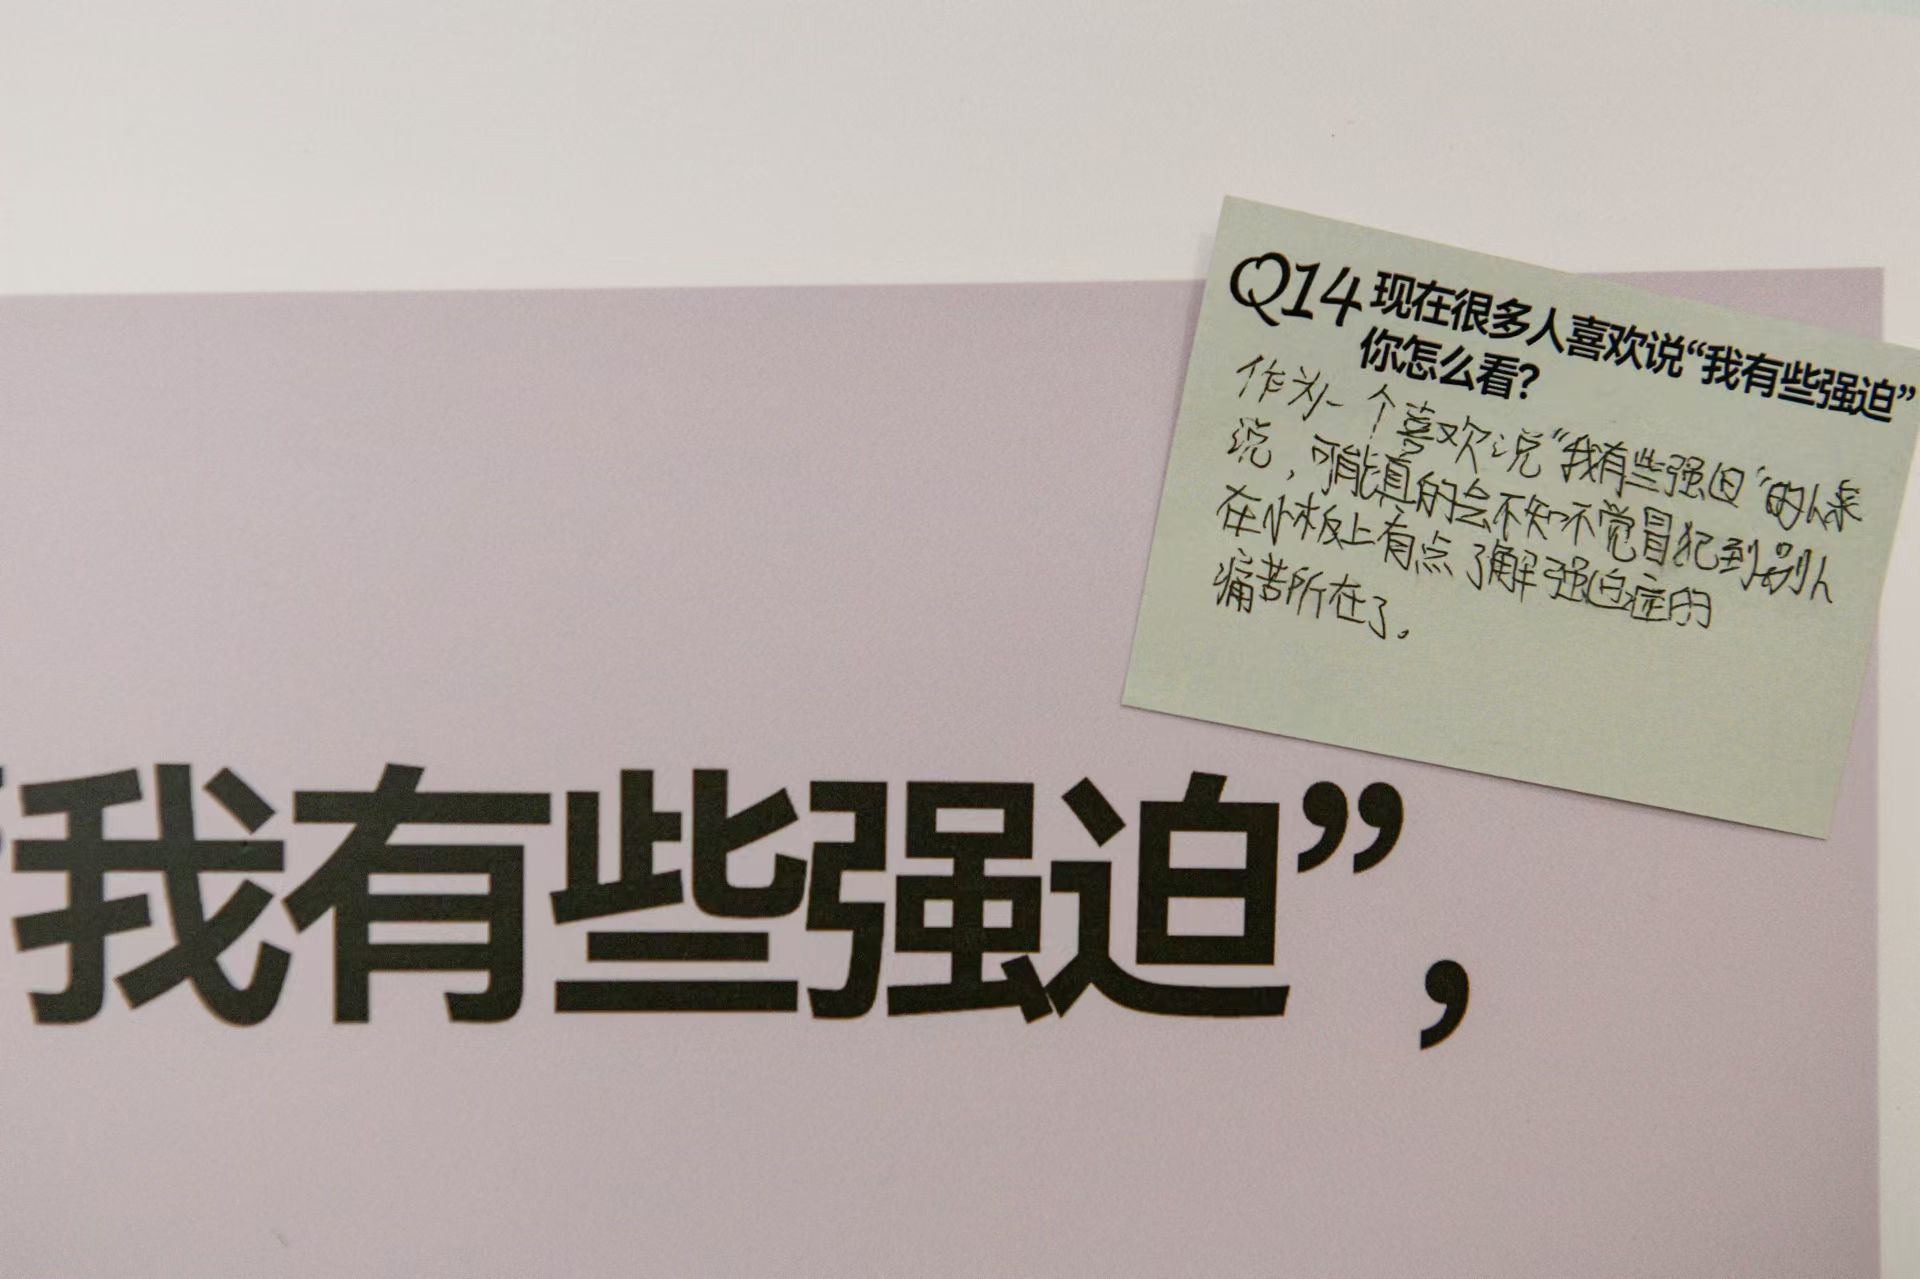 Q14 现在很多人喜欢说“我有些强迫”
你怎么看？
作为一个喜欢说“我有些强迫”的人来
说，可能真的会不知不觉冒犯到别人
在小板上有点了解强迫症的
痛苦所在了。
“我有些强迫”，